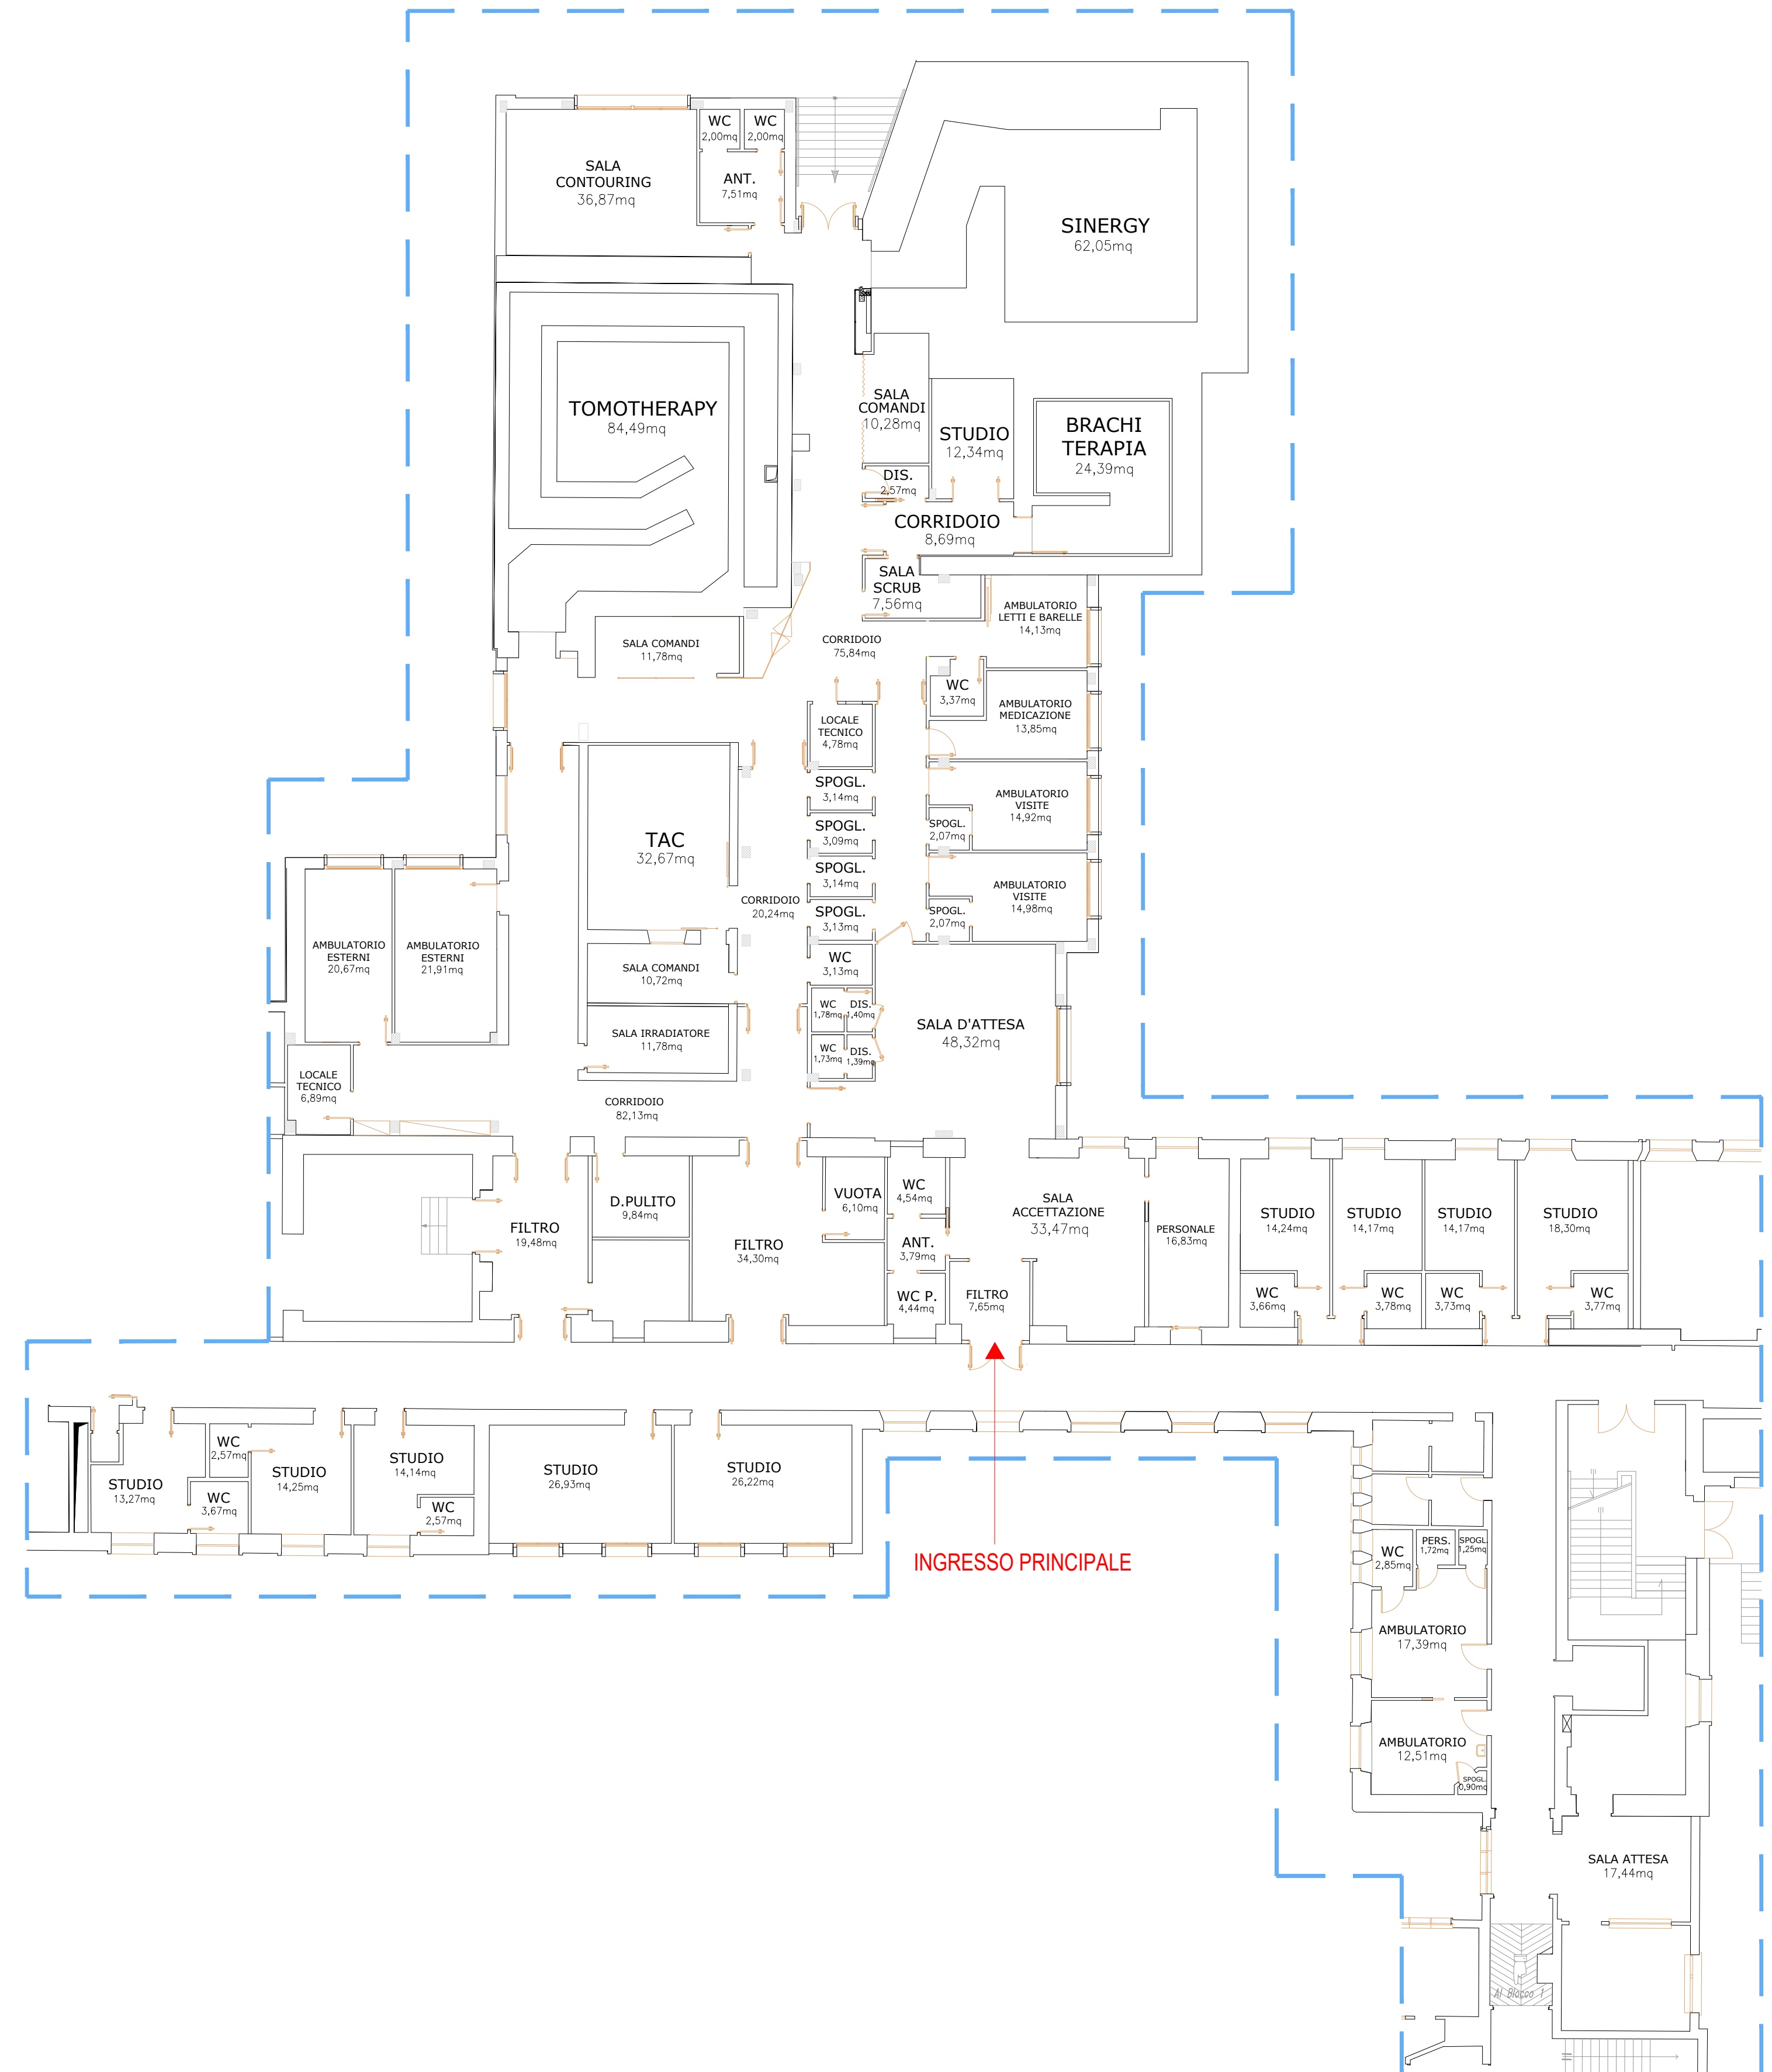 WC
2,00mq
WC
2,00mq
SALA
CONTOURING
36,87mq
ANT.
7,51mq
SINERGY
62,05mq
TOMOTHERAPY
84,49mq
SALA
COMANDI
10,28mq
STUDIO
12,34mq
BRACHI
TERAPIA
24,39mq
DIS.
2,57mq
CORRIDOIO
8,69mq
SALA
SCRUB
7,56mq
AMBULATORIO
LETTI E BARELLE
14,13mq
SALA COMANDI
11,78mq
CORRIDOIO
75,84mq
WC
3,37mq
AMBULATORIO
MEDICAZIONE
13,85mq
LOCALE
TECNICO
4,78mq
SPOGL.
3,14mq
AMBULATORIO
VISITE
14,92mq
SPOGL.
2,07mq
SPOGL.
3,09mq
TAC
32,67mq
SPOGL.
3,14mq
AMBULATORIO
VISITE
14,98mq
CORRIDOIO
20,24mq
SPOGL.
3,13mq
SPOGL.
2,07mq
AMBULATORIO
ESTERNI
20,67mq
AMBULATORIO
ESTERNI
21,91mq
SALA COMANDI
10,72mq
WC
3,13mq
WC
1,78mq
DIS.
1,40mq
SALA D'ATTESA
48,32mq
SALA IRRADIATORE
11,78mq
WC
1,73mq
DIS.
1,39mq
LOCALE
TECNICO
6,89mq
CORRIDOIO
82,13mq
FILTRO
19,48mq
D.PULITO
9,84mq
FILTRO
34,30mq
VUOTA
6,10mq
WC
4,54mq
ANT.
3,79mq
WC P.
4,44mq
SALA
ACCETTAZIONE
33,47mq
FILTRO
7,65mq
PERSONALE
16,83mq
STUDIO
14,24mq
STUDIO
14,17mq
STUDIO
14,17mq
STUDIO
18,30mq
WC
3,66mq
WC
3,78mq
WC
3,73mq
WC
3,77mq
STUDIO
13,27mq
WC
2,57mq
WC
3,67mq
STUDIO
14,25mq
STUDIO
14,14mq
WC
2,57mq
STUDIO
26,93mq
STUDIO
26,22mq
INGRESSO PRINCIPALE
WC
2,85mq
PERS.
1,72mq
SPOGL.
1,25mq
AMBULATORIO
17,39mq
AMBULATORIO
12,51mq
SPOGL.
0,90mq
SALA ATTESA
17,44mq
Al Blocco 1